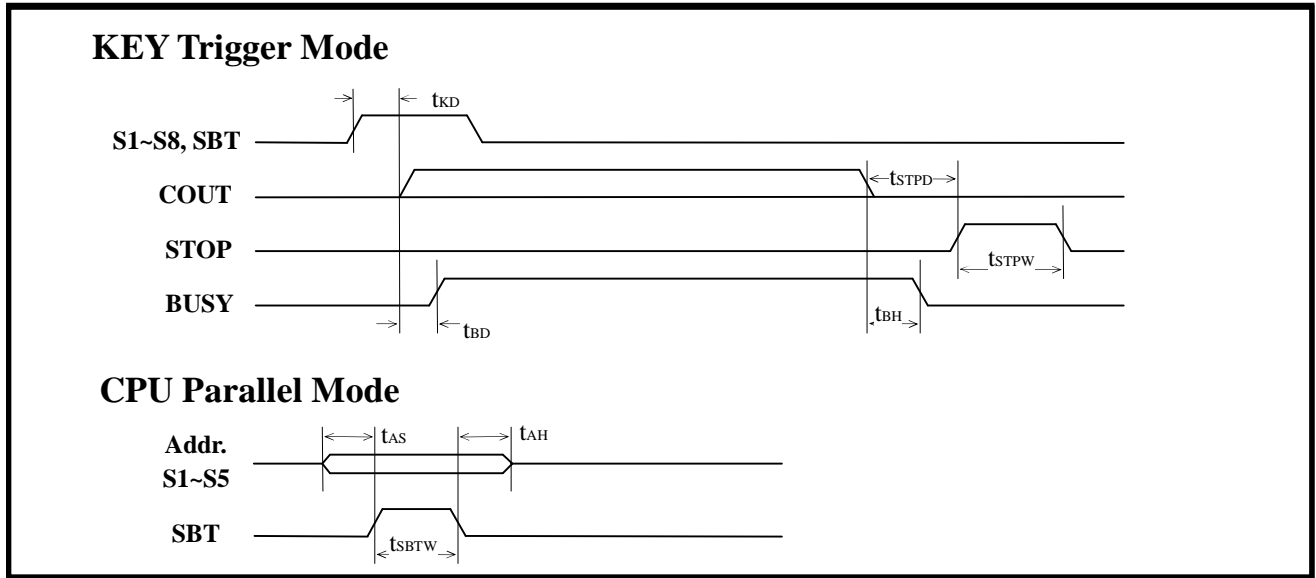 KEY Trigger Mode
tKD
S1~S8, SBT
COUT
tSTPD
STOP
tSTPW
BUSY
tBD
tBH
CPU Parallel Mode
Addr.
S1~S5
tAS
tAH
SBT
tSBTW